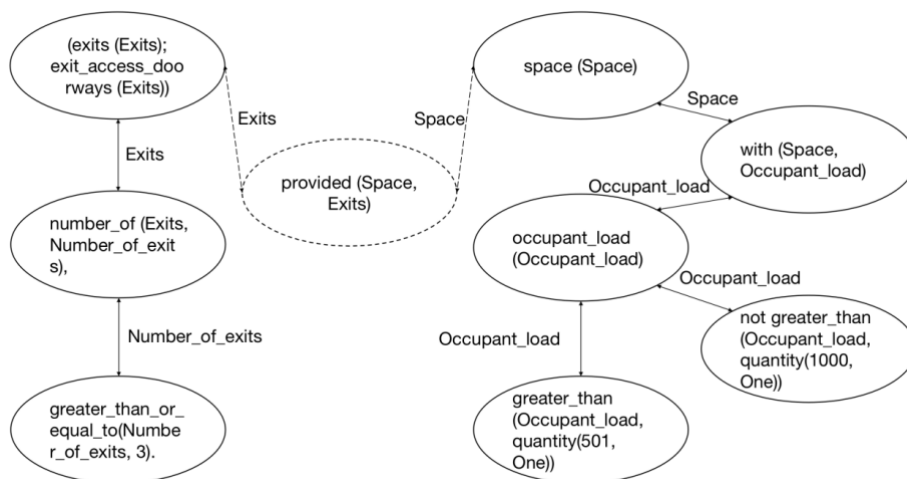 (exits (Exits);
exit_access_doo
rways (Exits))
space (Space)
Space
Exits
Space
Exits
with (Space,
Occupant_load)
provided (Space,
Exits)
Occupant_load
number_of (Exits,
Number_of_exit
s),
occupant_load
(Occupant_load)
Occupant_load
Number_of_exits
Occupant_load
not greater_than
(Occupant_load,
quantity(1000,
One))
greater_than_or_
equal_to(Numbe
r_of_exits, 3).
greater_than
(Occupant_load,
quantity(501,
One))